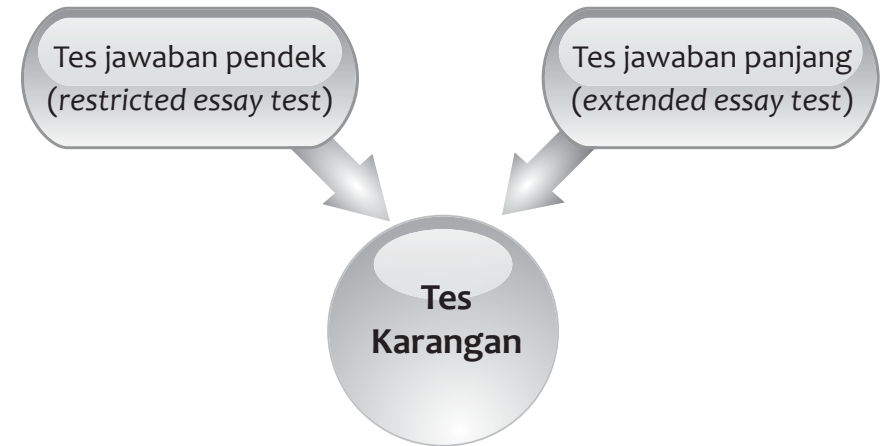 Tes jawaban pendek
(restricted essay test)
Tes jawaban panjang
(extended essay test)
Tes
Karangan